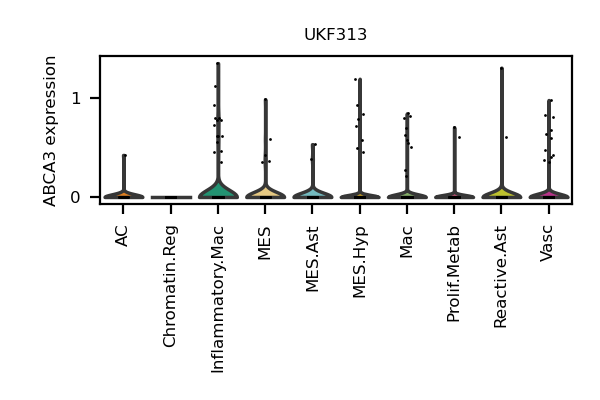 UKF313
ABCA3 expression
1
0
AC
Chromatin.Reg
Inflammatory.Mac
MES
MES.Ast
MES.Hyp
Mac
Prolif.Metab
Reactive.Ast
Vasc